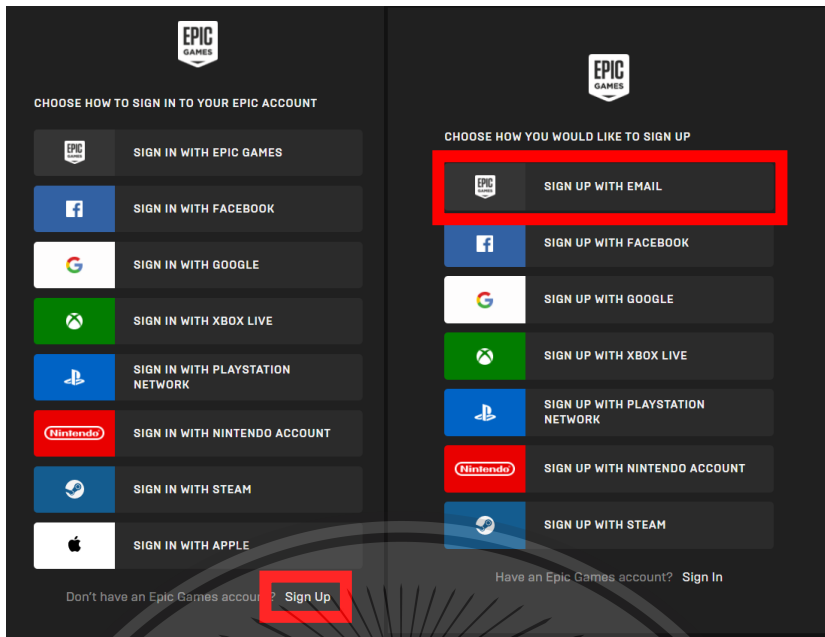 EPIC
GAMES
CHOOSE HOW TO SIGN IN TO YOUR EPIC ACCOUNT
EPIC
GAMES
SIGN IN WITH EPIC GAMES
SIGN IN WITH FACEBOOK
SIGN IN WITH GOOGLE
SIGN IN WITH XBOX LIVE
SIGN IN WITH PLAYSTATION
NETWORK
Nintendo
SIGN IN WITH NINTENDO ACCOUNT
SIGN IN WITH STEAM
SIGN IN WITH APPLE
Don't have an Epic Games accoun ? Sign Up
EPIC
GAMES
CHOOSE HOW YOU WOULD LIKE TO SIGN UP
EPIC
GAMES
SIGN UP WITH EMAIL
SIGN UP WITH FACEBOOK
SIGN UP WITH GOOGLE
SIGN UP WITH XBOX LIVE
SIGN UP WITH PLAYSTATION
NETWORK
Nintendo
SIGN UP WITH NINTENDO ACCOUNT
SIGN UP WITH STEAM
Have an Epic Games account? Sign In